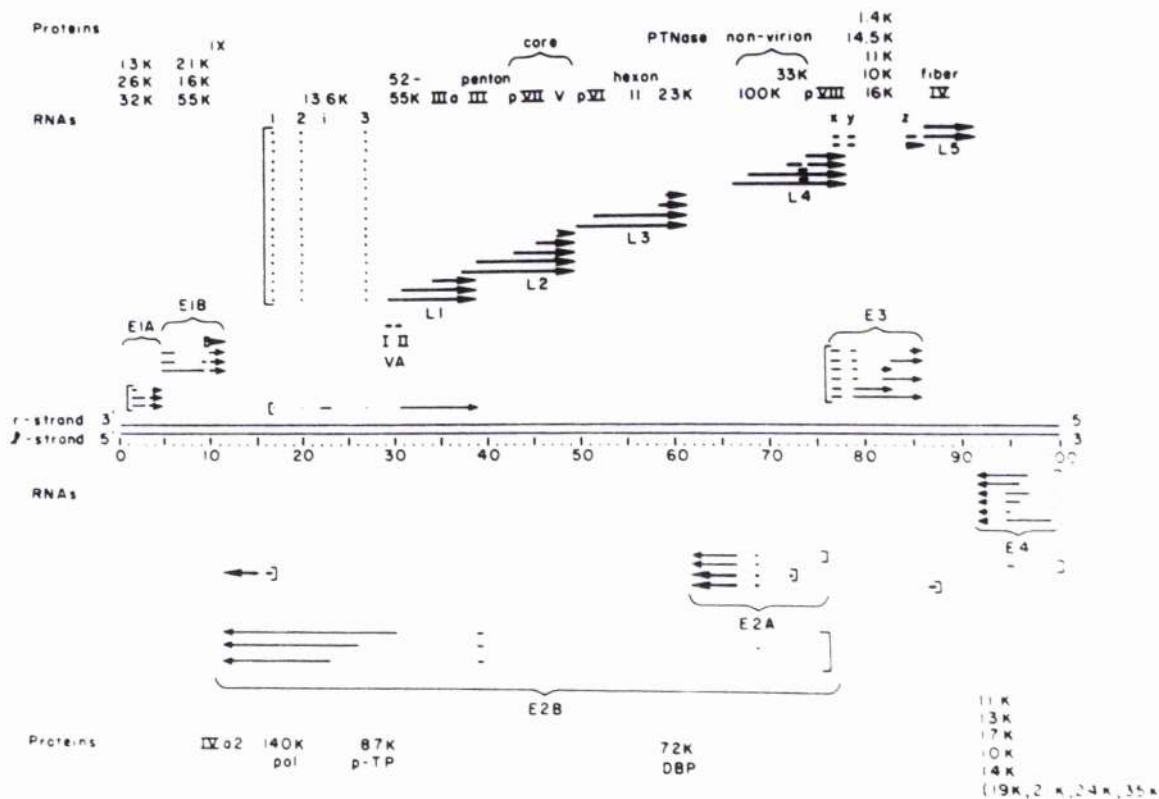 1.4K
Proteins core PTNase non-virion 14.5K
IX 11K
13K 21K 52- penton hexon 33K 10K fiber
26K 16K 55K IIIa III pVII V pVI II 23K 100K pVIII 16K IV
32K 55K 13.6K
RNAs 1 2 i 3 x y z
L5
L4
L3
L2
L1
E1A E1B E3
I II
VA
r-strand 3' 5
l-strand 5' 3
0 10 20 30 40 50 60 70 80 90 100
RNAs
E4
E2A
E2B
11K
Proteins IVa2 140K 87K 72K 13K
pol p-TP DBP 17K
10K
14K
(19K, 24K, 35K